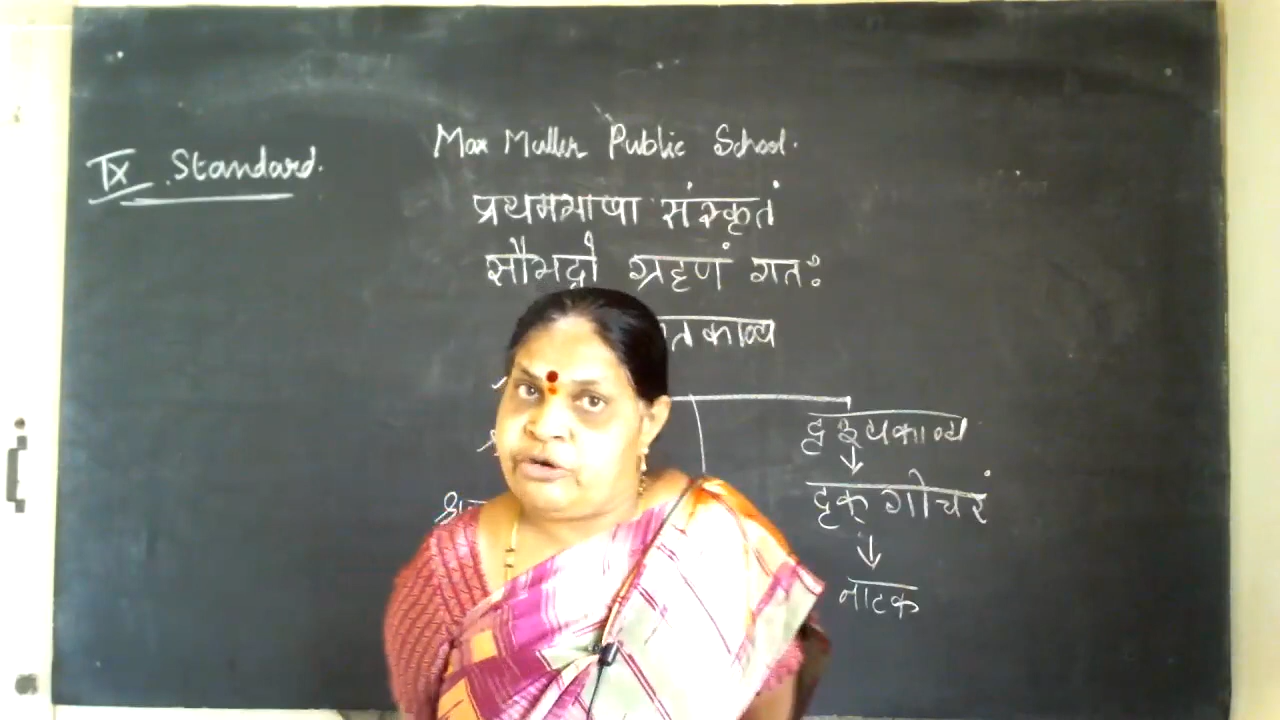 IX Standard.
Max Muller Public School.
प्रथमभाषा संस्कृतं
सौभद्रो ग्रहणं गतः
काव्य
दृश्यकाव्य
↓
दृक् गोचरं
↓
नाटक